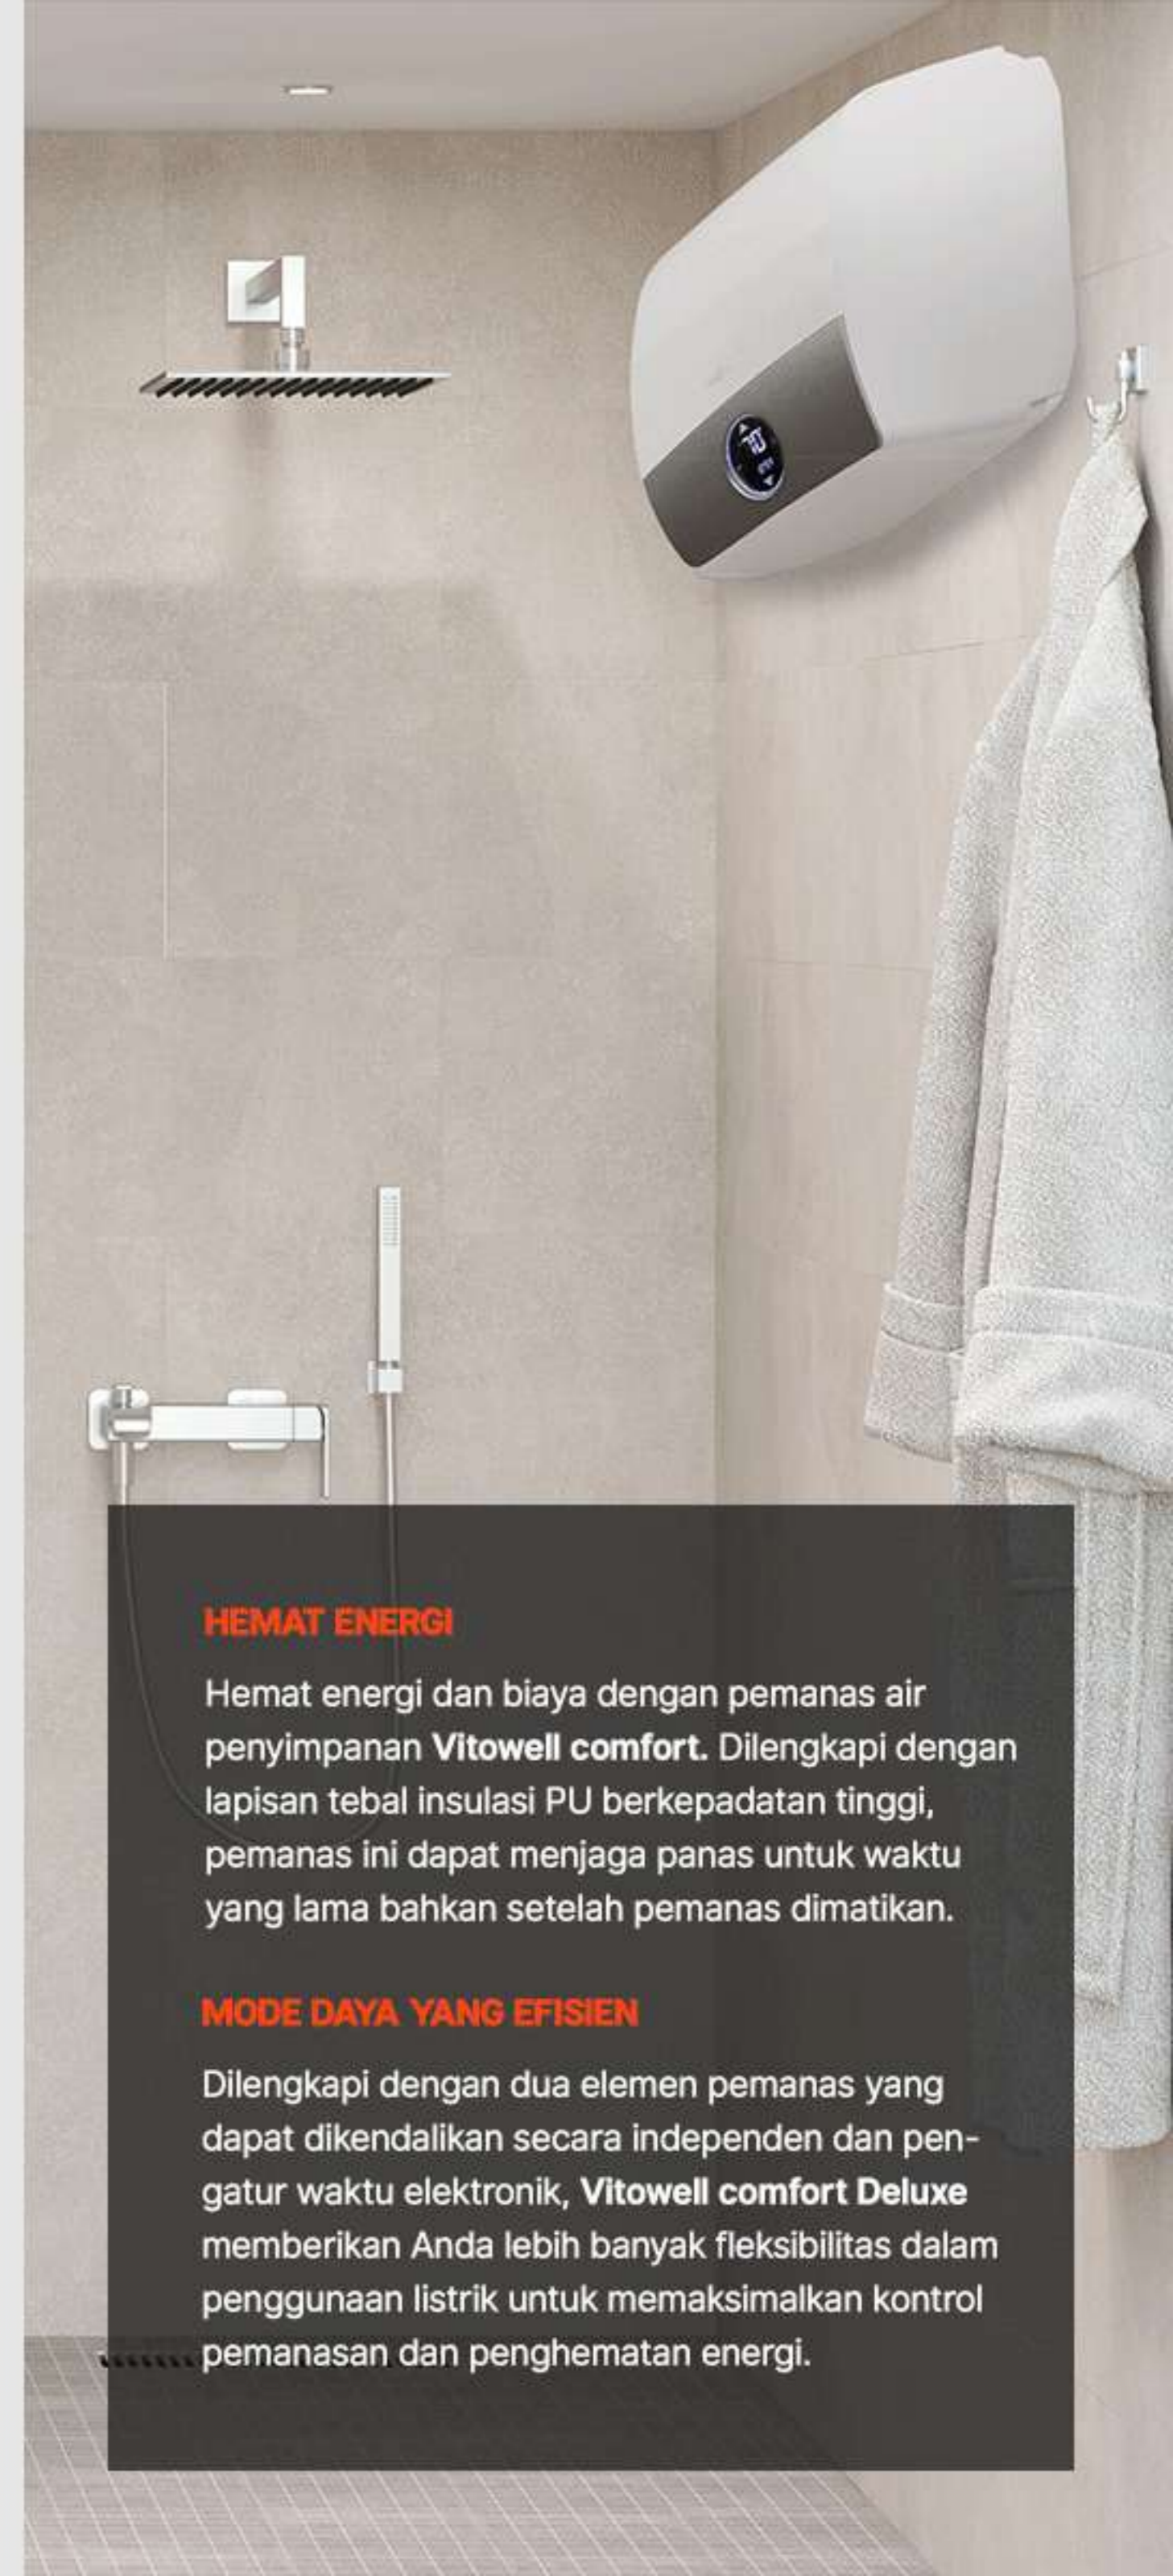 70
HEMAT ENERGI
Hemat energi dan biaya dengan pemanas air
penyimpanan Vitowell comfort. Dilengkapi dengan
lapisan tebal insulasi PU berkepadatan tinggi,
pemanas ini dapat menjaga panas untuk waktu
yang lama bahkan setelah pemanas dimatikan.
MODE DAYA YANG EFISIEN
Dilengkapi dengan dua elemen pemanas yang
dapat dikendalikan secara independen dan pen-
gatur waktu elektronik, Vitowell comfort Deluxe
memberikan Anda lebih banyak fleksibilitas dalam
penggunaan listrik untuk memaksimalkan kontrol
pemanasan dan penghematan energi.